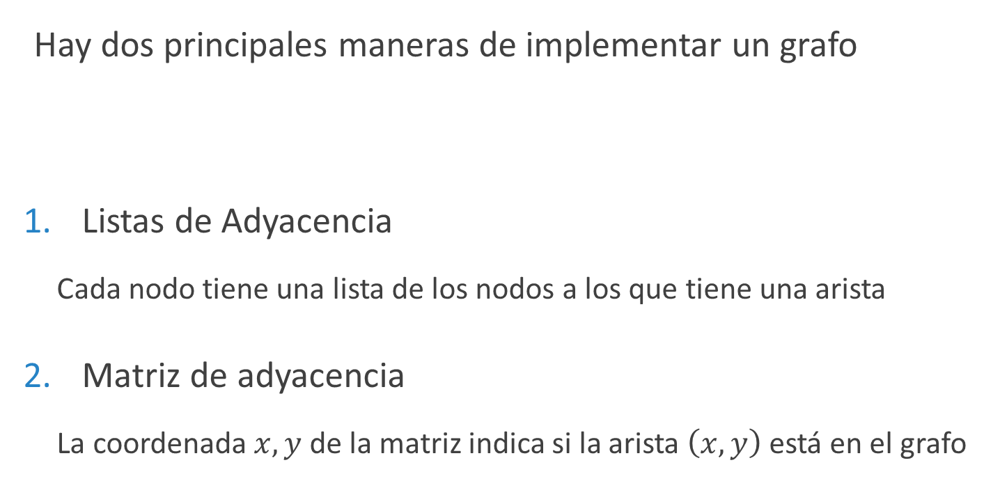 Hay dos principales maneras de implementar un grafo
1. Listas de Adyacencia
Cada nodo tiene una lista de los nodos a los que tiene una arista
2. Matriz de adyacencia
La coordenada x, y de la matriz indica si la arista (x, y) está en el grafo